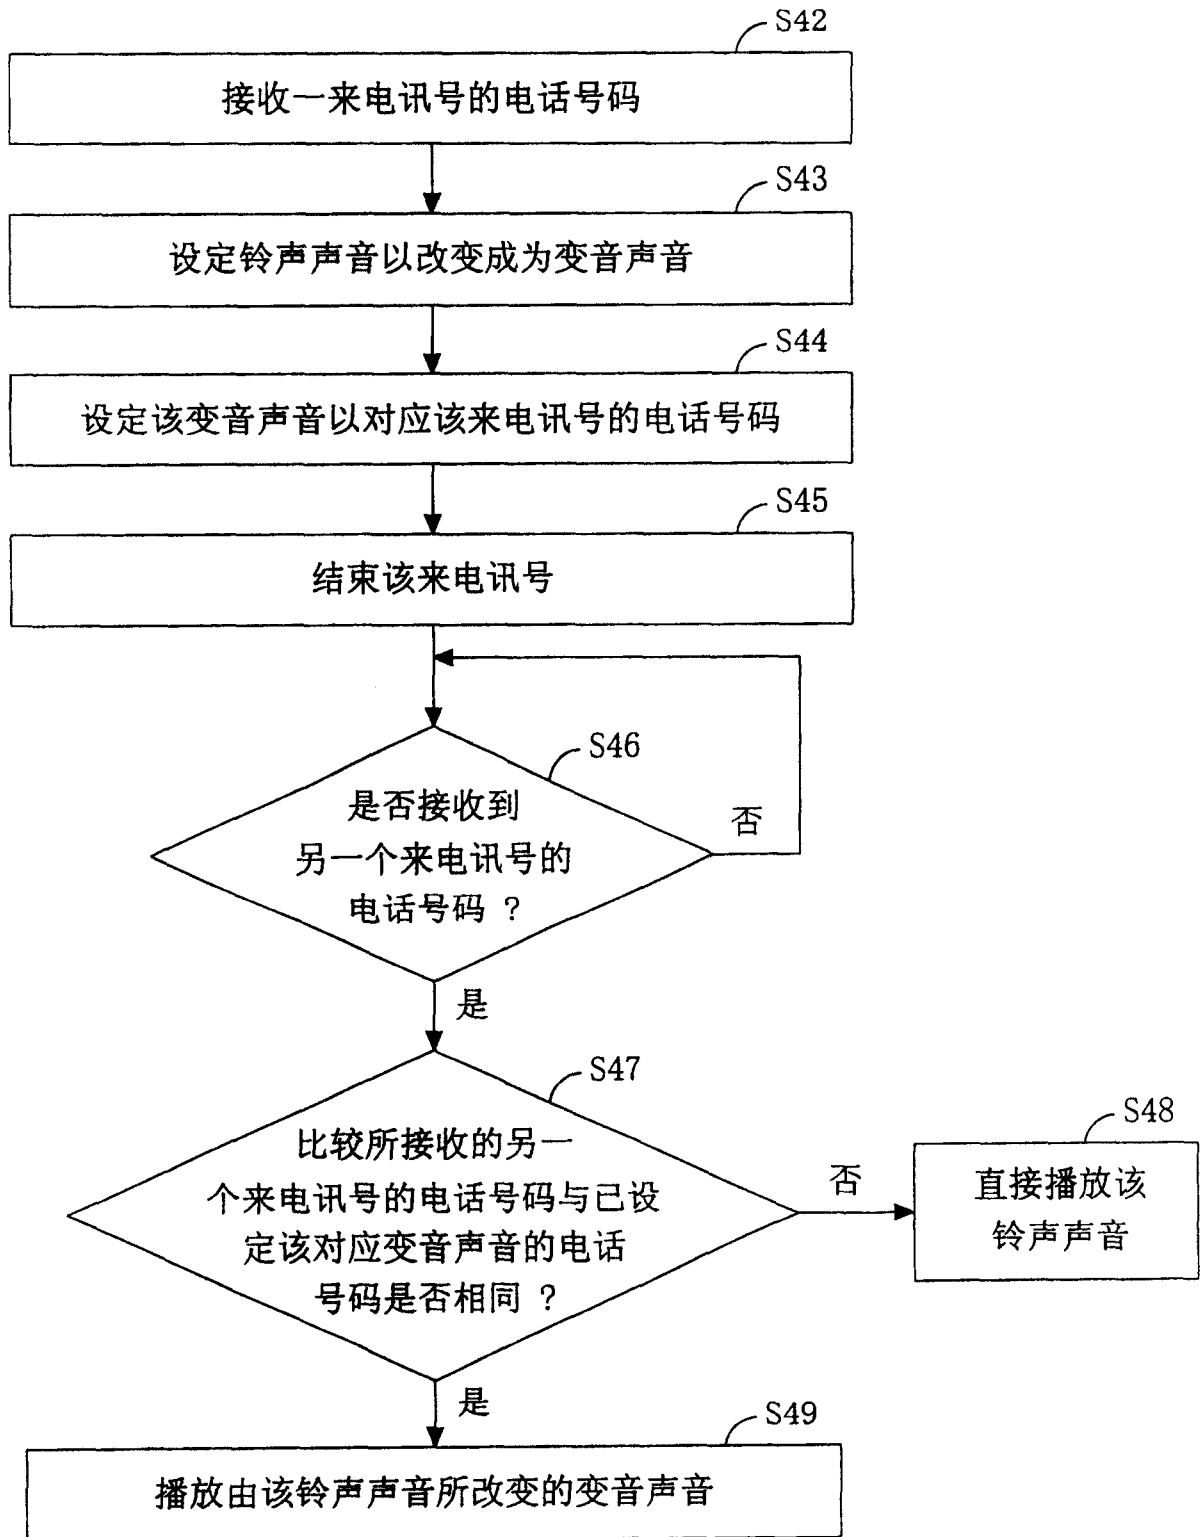 S42
接收一来电讯号的电话号码
S43
设定铃声声音以改变成为变音声音
S44
设定该变音声音以对应该来电讯号的电话号码
S45
结束该来电讯号
S46
是否接收到
另一个来电讯号的
电话号码 ?
否
是
S47
比较所接收的另一
个来电讯号的电话号码与已设
定该对应变音声音的电话
号码是否相同 ?
否
S48
直接播放该
铃声声音
是
S49
播放由该铃声声音所改变的变音声音